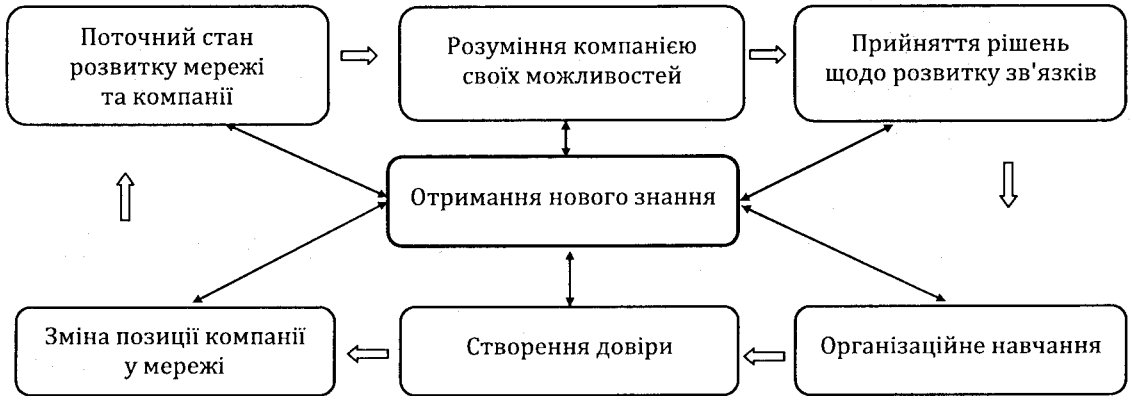 Поточний стан
розвитку мережі
та компанії
Розуміння компанією
своїх можливостей
Прийняття рішень
щодо розвитку зв'язків
Отримання нового знання
Зміна позиції компанії
у мережі
Створення довіри
Організаційне навчання